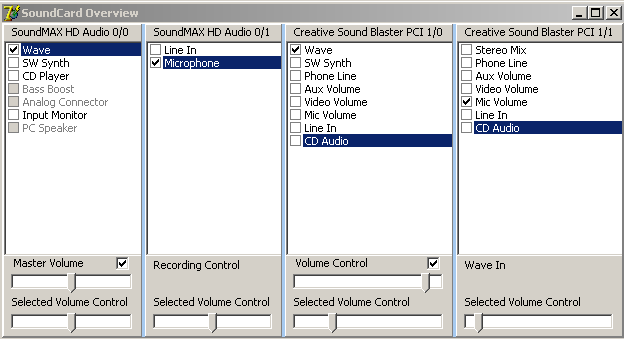 SoundCard Overview
SoundMAX HD Audio 0/0
Wave
SW Synth
CD Player
Bass Boost
Analog Connector
Input Monitor
PC Speaker
Master Volume
Selected Volume Control
SoundMAX HD Audio 0/1
Line In
Microphone
Recording Control
Selected Volume Control
Creative Sound Blaster PCI 1/0
Wave
SW Synth
Phone Line
Aux Volume
Video Volume
Mic Volume
Line In
CD Audio
Volume Control
Selected Volume Control
Creative Sound Blaster PCI 1/1
Stereo Mix
Phone Line
Aux Volume
Video Volume
Mic Volume
Line In
CD Audio
Wave In
Selected Volume Control